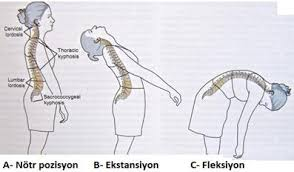 Cervical
lordosis
Thoracic
kyphosis
Lumbar
lordosis
Sacrococcygeal
kyphosis
A- Nötr pozisyon B- Ekstansiyon C- Fleksiyon